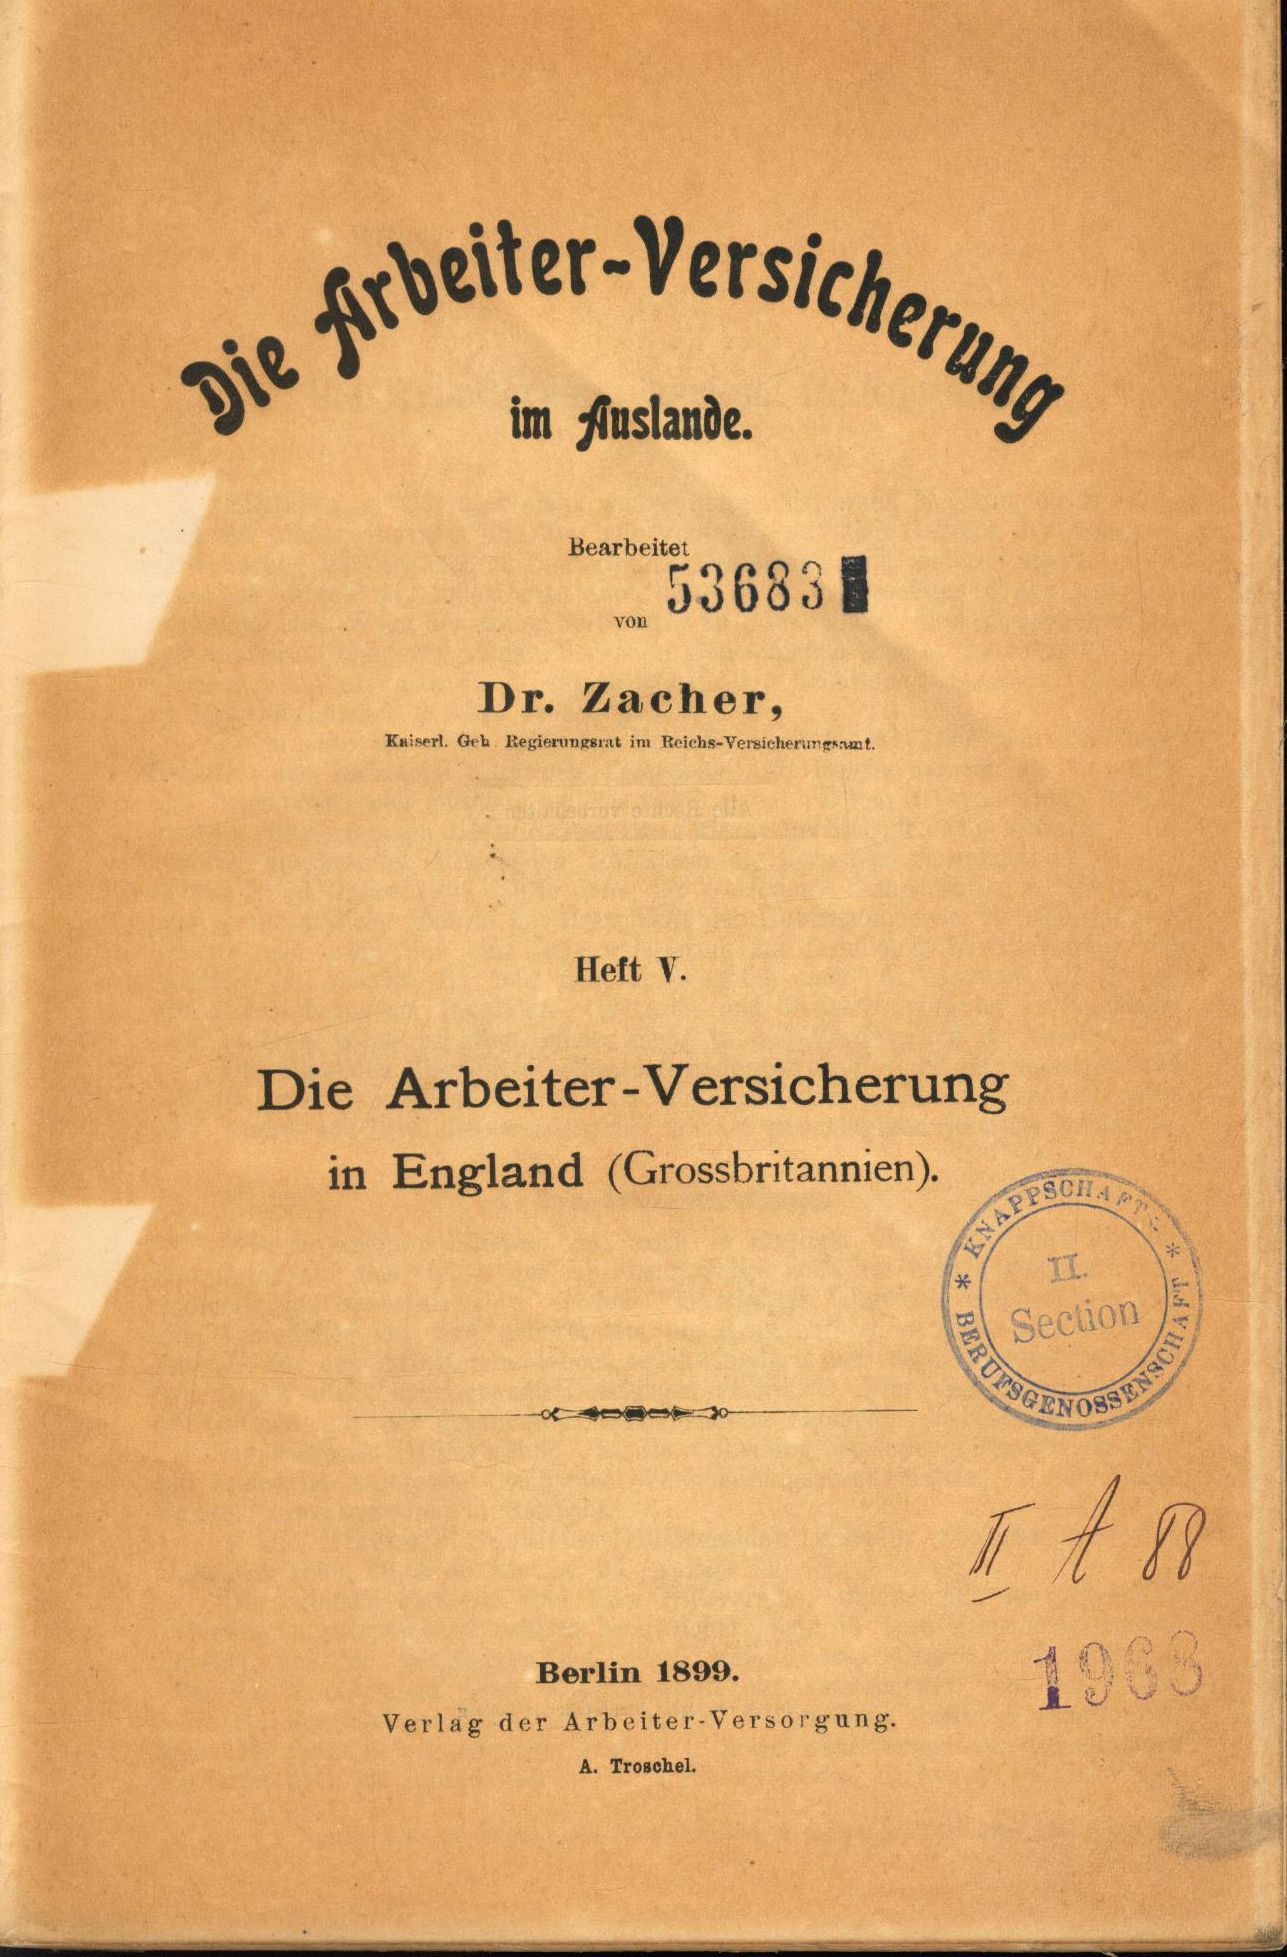 Die Arbeiter-Versicherung
im Auslande.
Bearbeitet
53683
von
Dr. Zacher,
Kaiserl. Geh. Regierungsrat im Reichs-Versicherungsamt.
Heft V.
Die Arbeiter-Versicherung
in England (Grossbritannien).
* KNAPPSCHAFTS- *
II.
Section
BERUFSGENOSSENSCHAFT
II A 88
1968
Berlin 1899.
Verlag der Arbeiter-Versorgung.
A. Troschel.